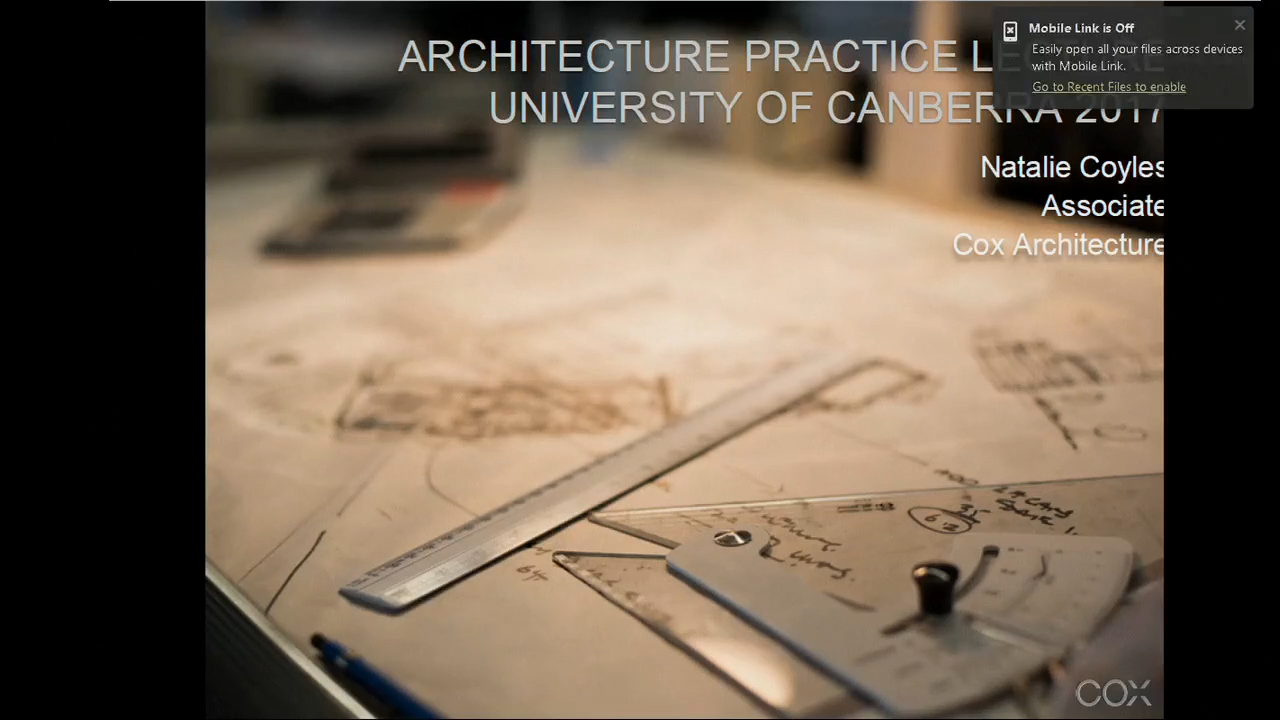 ARCHITECTURE PRACTICE LECTURE
UNIVERSITY OF CANBERRA 2017
Natalie Coyles
Associate
Cox Architecture
Mobile Link is Off
Easily open all your files across devices
with Mobile Link.
Go to Recent Files to enable
COX